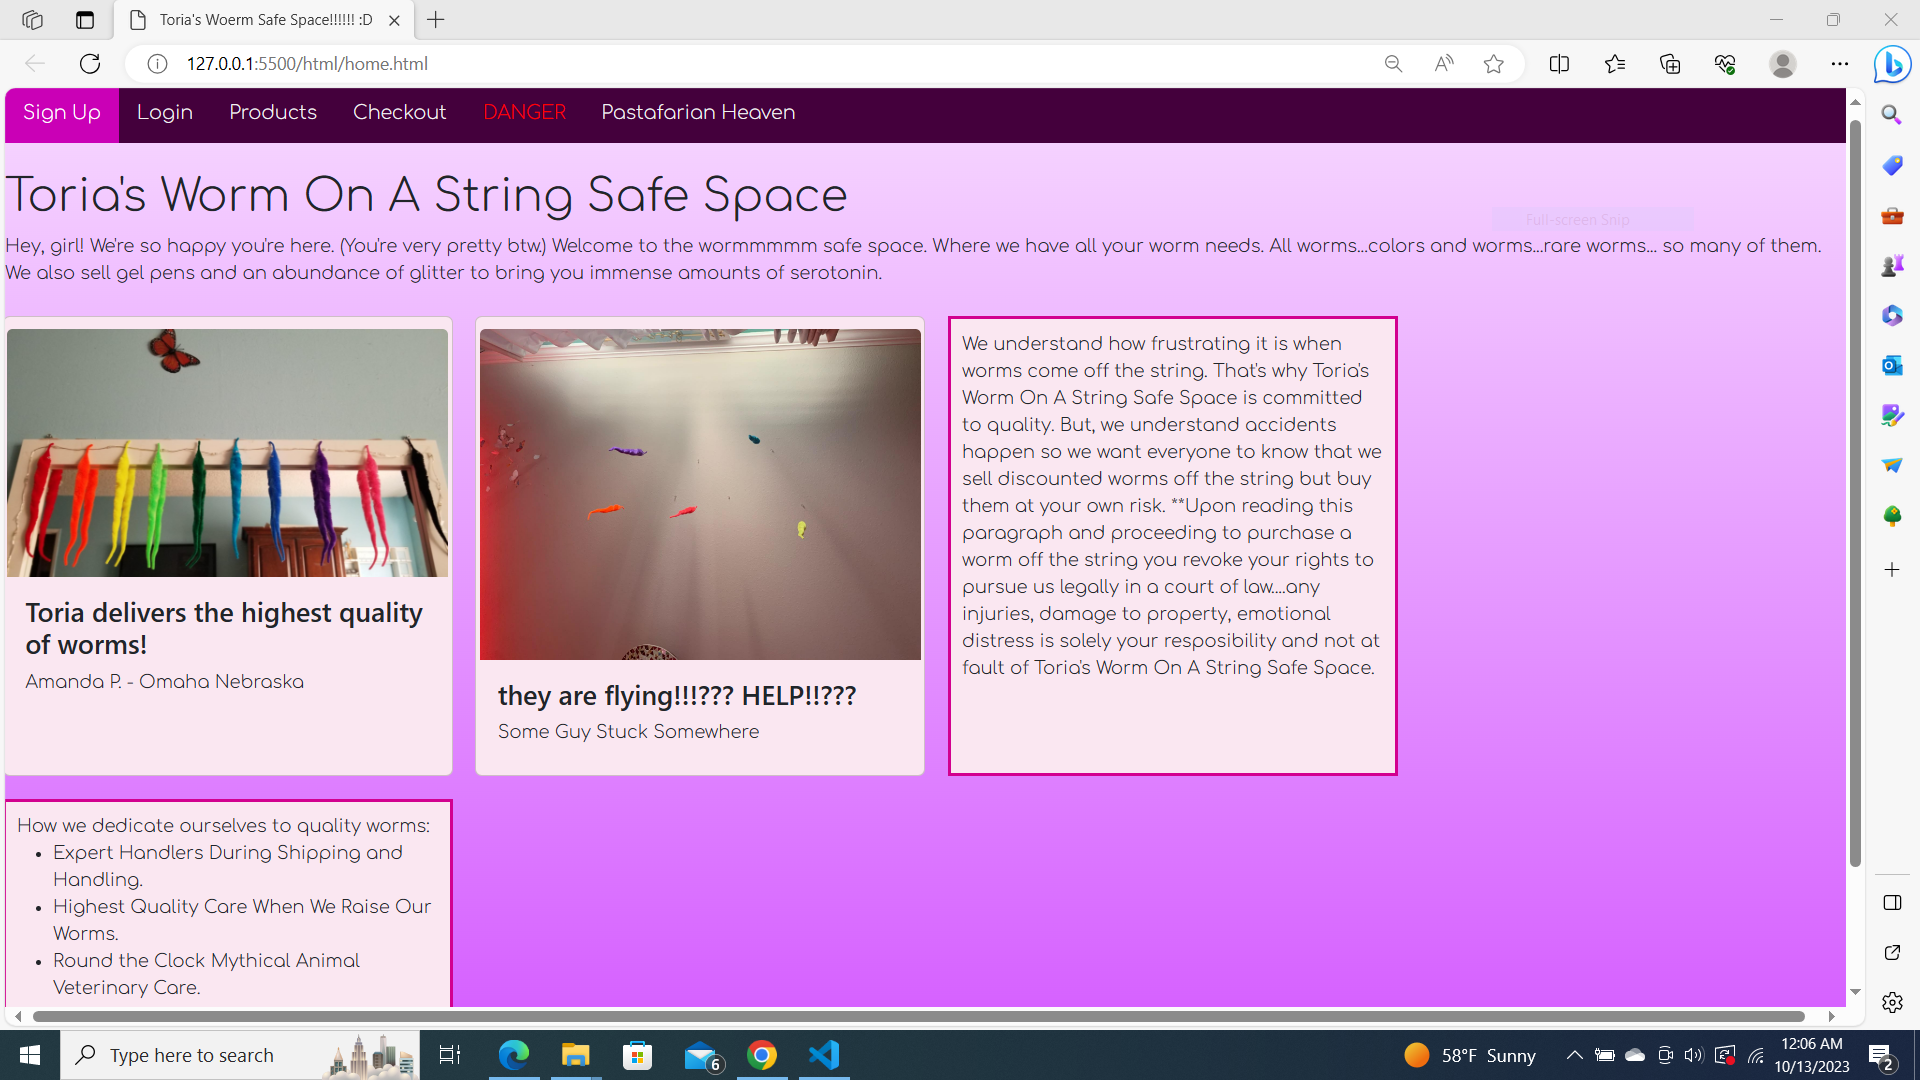 Toria's Woerm Safe Space!!!!!! :D
127.0.0.1:5500/html/home.html
Sign Up Login Products Checkout DANGER Pastafarian Heaven
Toria's Worm On A String Safe Space
Full-screen Snip
Hey, girl! We're so happy you're here. (You're very pretty btw.) Welcome to the wormmmmm safe space. Where we have all your worm needs. All worms...colors and worms...rare worms... so many of them.
We also sell gel pens and an abundance of glitter to bring you immense amounts of serotonin.
Toria delivers the highest quality
of worms!
Amanda P. - Omaha Nebraska
they are flying!!!??? HELP!!???
Some Guy Stuck Somewhere
We understand how frustrating it is when
worms come off the string. That's why Toria's
Worm On A String Safe Space is committed
to quality. But, we understand accidents
happen so we want everyone to know that we
sell discounted worms off the string but buy
them at your own risk. **Upon reading this
paragraph and proceeding to purchase a
worm off the string you revoke your rights to
pursue us legally in a court of law....any
injuries, damage to property, emotional
distress is solely your resposibility and not at
fault of Toria's Worm On A String Safe Space.
How we dedicate ourselves to quality worms:
• Expert Handlers During Shipping and
Handling.
• Highest Quality Care When We Raise Our
Worms.
• Round the Clock Mythical Animal
Veterinary Care.
Type here to search
6
58°F Sunny
12:06 AM
10/13/2023
2